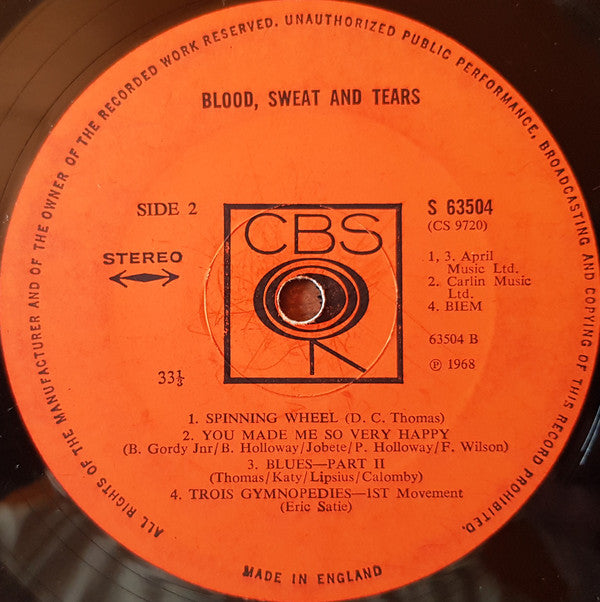 ALL RIGHTS OF THE MANUFACTURER AND OF THE OWNER OF THE RECORDED WORK RESERVED. UNAUTHORIZED PUBLIC PERFORMANCE, BROADCASTING AND COPYING OF THIS RECORD PROHIBITED.
BLOOD, SWEAT AND TEARS
SIDE 2
STEREO
33⅓
CBS
S 63504
(CS 9720)
1, 3. April
Music Ltd.
2. Carlin Music
Ltd.
4. BIEM
63504 B
℗ 1968
1. SPINNING WHEEL (D. C. Thomas)
2. YOU MADE ME SO VERY HAPPY
(B. Gordy Jnr/B. Holloway/Jobete/P. Holloway/F. Wilson)
3. BLUES—PART II
(Thomas/Katy/Lipsius/Calomby)
4. TROIS GYMNOPEDIES—1ST Movement
(Eric Satie)
MADE IN ENGLAND